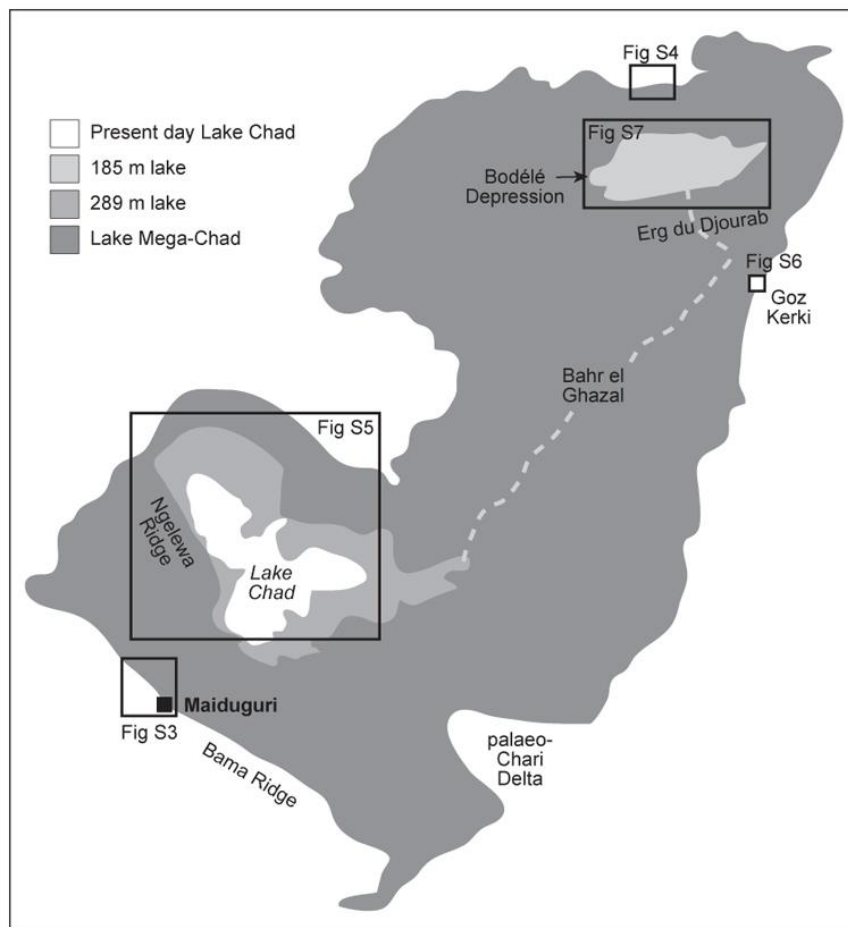 Fig S4
Present day Lake Chad
185 m lake
289 m lake
Lake Mega-Chad
Fig S7
Bodélé
Depression
Erg du Djourab
Fig S6
Goz
Kerki
Bahr el
Ghazal
Fig S5
Ngelewa
Ridge
Lake
Chad
Maiduguri
Fig S3
Bama Ridge
palaeo-
Chari
Delta